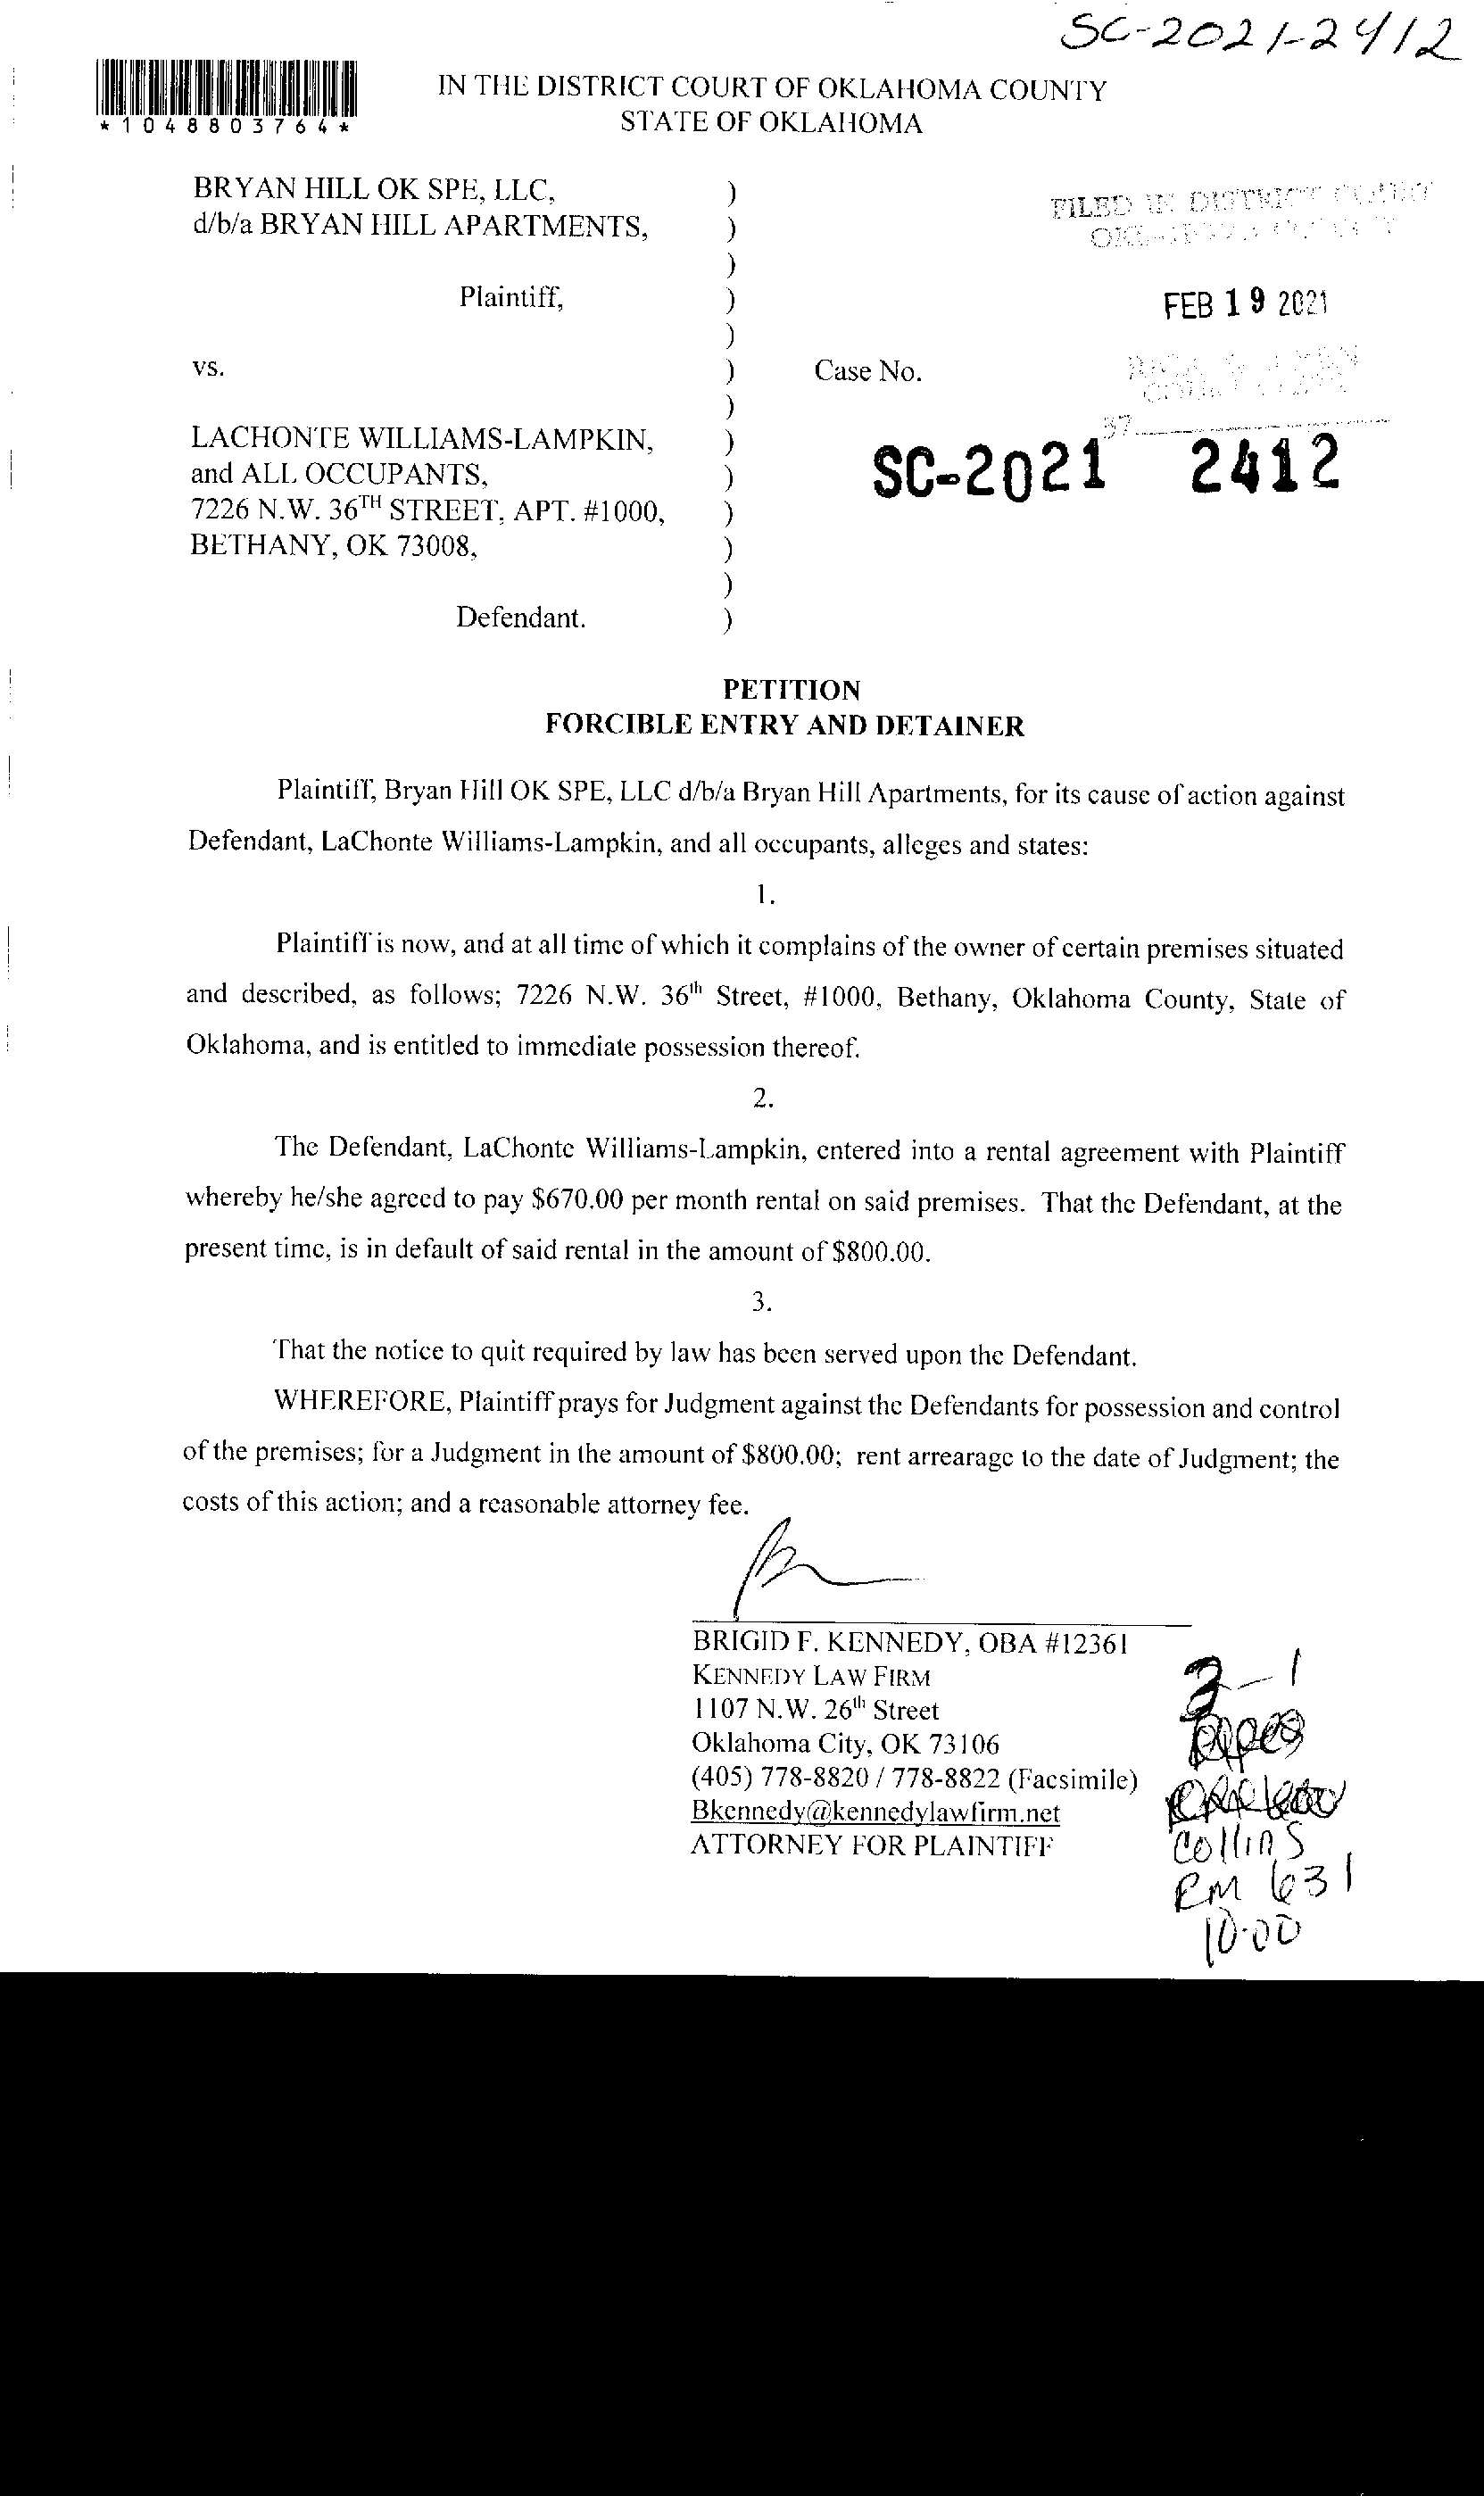 SC-2021-2412
*1048803764*
IN THE DISTRICT COURT OF OKLAHOMA COUNTY
STATE OF OKLAHOMA
BRYAN HILL OK SPE, LLC, )
d/b/a BRYAN HILL APARTMENTS, )
)
Plaintiff, )
)
vs. ) Case No.
)
LACHONTE WILLIAMS-LAMPKIN, )
and ALL OCCUPANTS, )
7226 N.W. 36TH STREET, APT. #1000, )
BETHANY, OK 73008, )
)
Defendant. )
FILED IN DISTRICT COURT
FEB 19 2021
37
SC-2021 2412
PETITION
FORCIBLE ENTRY AND DETAINER
Plaintiff, Bryan Hill OK SPE, LLC d/b/a Bryan Hill Apartments, for its cause of action against
Defendant, LaChonte Williams-Lampkin, and all occupants, alleges and states:
1.
Plaintiff is now, and at all time of which it complains of the owner of certain premises situated
and described, as follows; 7226 N.W. 36th Street, #1000, Bethany, Oklahoma County, State of
Oklahoma, and is entitled to immediate possession thereof.
2.
The Defendant, LaChonte Williams-Lampkin, entered into a rental agreement with Plaintiff
whereby he/she agreed to pay $670.00 per month rental on said premises. That the Defendant, at the
present time, is in default of said rental in the amount of $800.00.
3.
That the notice to quit required by law has been served upon the Defendant.
WHEREFORE, Plaintiff prays for Judgment against the Defendants for possession and control
of the premises; for a Judgment in the amount of $800.00; rent arrearage to the date of Judgment; the
costs of this action; and a reasonable attorney fee.
BRIGID F. KENNEDY, OBA #12361
KENNEDY LAW FIRM
1107 N.W. 26th Street
Oklahoma City, OK 73106
(405) 778-8820 / 778-8822 (Facsimile)
Bkennedy@kennedylawfirm.net
ATTORNEY FOR PLAINTIFF
3-1
Collins
RM 631
10:00